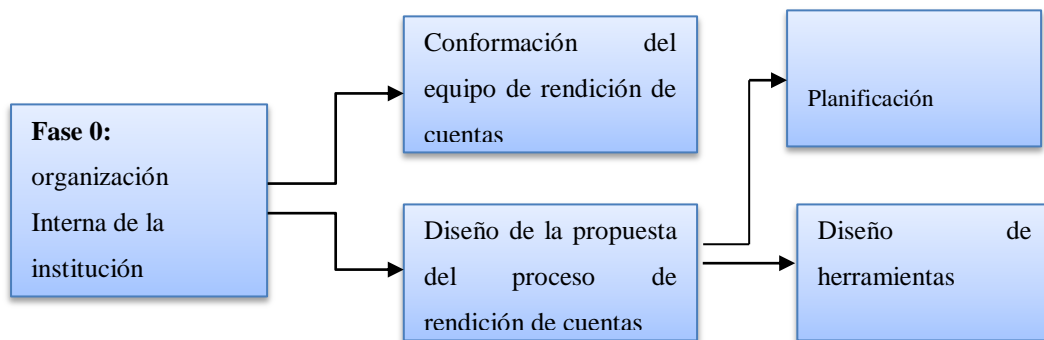 Fase 0:
organización
Interna de la
institución
Conformación del
equipo de rendición de
cuentas
Diseño de la propuesta
del proceso de
rendición de cuentas
Planificación
Diseño de
herramientas